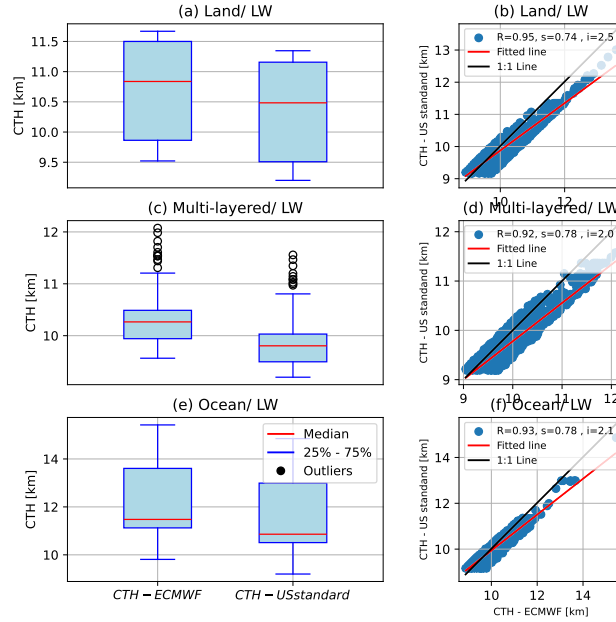 (a) Land/ LW
CTH [km]
11.5
11.0
10.5
10.0
9.5
(b) Land/ LW
R=0.95, s=0.74 , i=2.5
Fitted line
1:1 Line
CTH - US standand [km]
13
12
11
10
9
10
12
(c) Multi-layered/ LW
CTH [km]
12
11
10
(d) Multi-layered/ LW
R=0.92, s=0.78 , i=2.0
Fitted line
1:1 Line
CTH - US standand [km]
12
11
10
9
9
10
11
12
(e) Ocean/ LW
CTH [km]
14
12
10
Median
25% - 75%
Outliers
CTH − ECMWF
CTH − USstandard
(f) Ocean/ LW
R=0.93, s=0.78 , i=2.1
Fitted line
1:1 Line
CTH - US standand [km]
14
12
10
10
12
14
CTH - ECMWF [km]